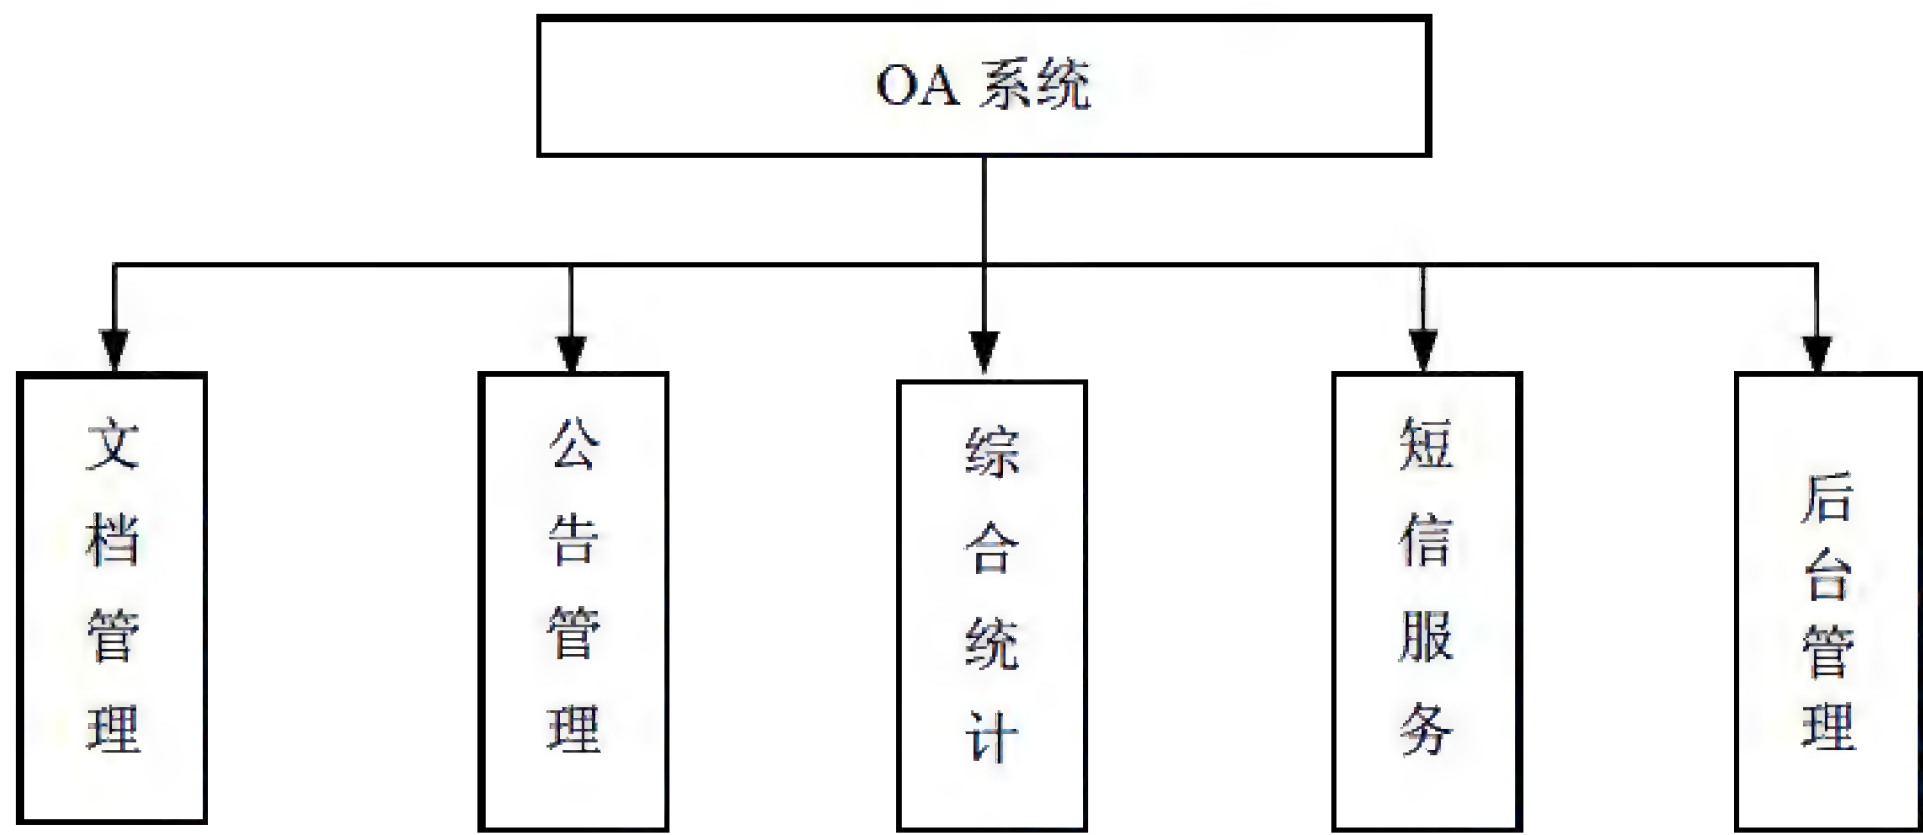 OA 系统
文档管理
公告管理
综合统计
短信服务
后台管理